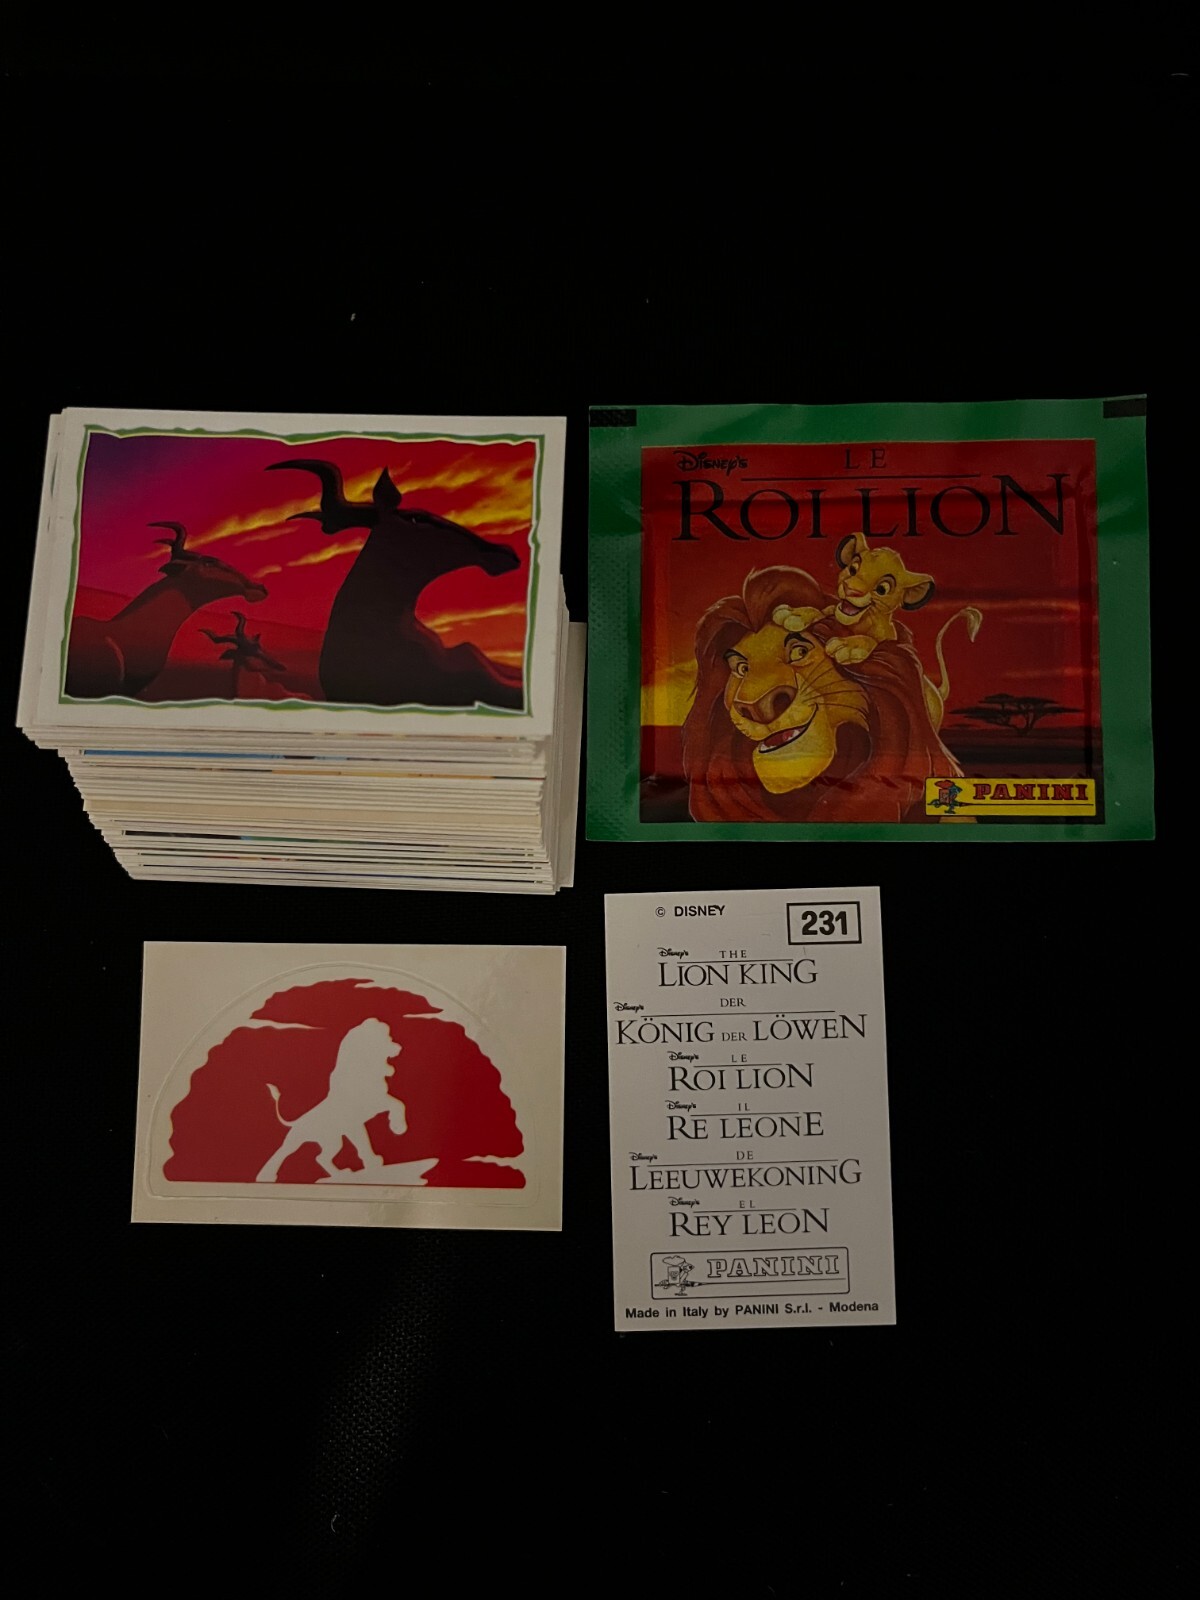 Disney's
LE
ROI LION
PANINI
© DISNEY
231
Disney's THE
LION KING
Disney's DER
KÖNIG DER LÖWEN
Disney's LE
ROI LION
Disney's IL
RE LEONE
Disney's DE
LEEUWEKONING
Disney's EL
REY LEON
PANINI
Made in Italy by PANINI S.r.l. - Modena